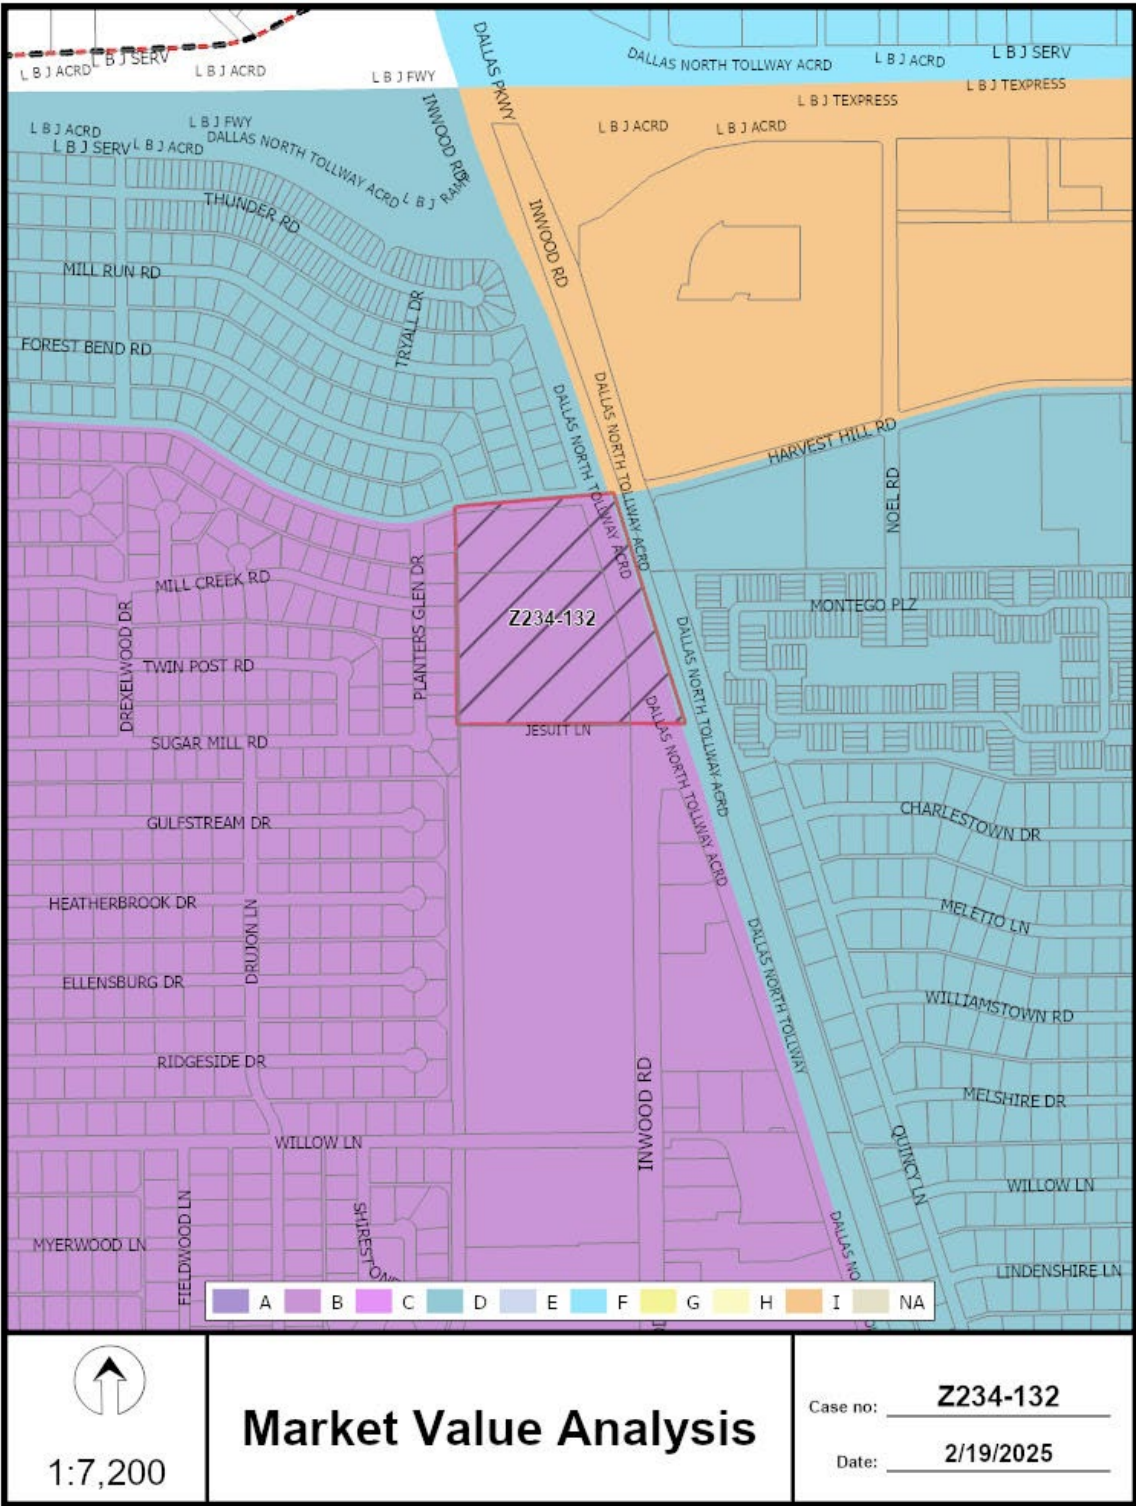 DALLAS PKWY
DALLAS NORTH TOLLWAY ACRD
L B J ACRD
L B J SERV
L B J SERV
L B J ACRD
L B J ACRD
L B J FWY
L B J TEXPRESS
L B J TEXPRESS
INWOOD RD
RAMP
L B J FWY
L B J ACRD
L B J ACRD
L B J ACRD
DALLAS NORTH TOLLWAY ACRD
L B J SERV
L B J ACRD
L B J
THUNDER RD
INWOOD RD
MILL RUN RD
TRYALL DR
FOREST BEND RD
DALLAS NORTH TOLLWAY ACRD
DALLAS NORTH TOLLWAY ACRD
HARVEST HILL RD
NOEL RD
MILL CREEK RD
PLANTERS GLEN DR
Z234-132
MONTEGO PLZ
DREXELWOOD DR
TWIN POST RD
DALLAS NORTH TOLLWAY ACRD
SUGAR MILL RD
JESUIT LN
DALLAS NORTH TOLLWAY ACRD
GULFSTREAM DR
CHARLESTOWN DR
HEATHERBROOK DR
DRUJON LN
MELETIO LN
ELLENSBURG DR
DALLAS NORTH TOLLWAY
WILLIAMSTOWN RD
RIDGESIDE DR
INWOOD RD
MELSHIRE DR
WILLOW LN
QUINCY LN
WILLOW LN
FIELDWOOD LN
SHIRESTONE
MYERWOOD LN
DALLAS NO
LINDENSHIRE LN
A B C D E F G H I NA
1:7,200
Market Value Analysis
Case no: Z234-132
Date: 2/19/2025